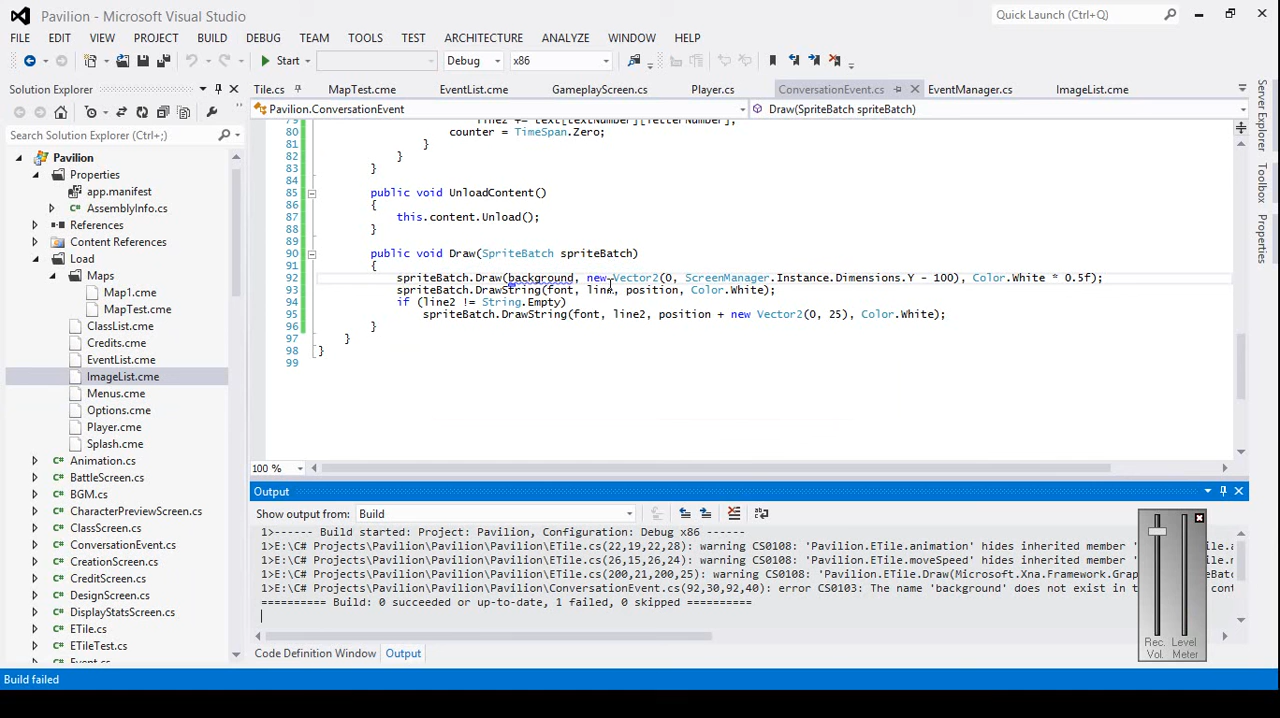 Pavilion - Microsoft Visual Studio
Quick Launch (Ctrl+Q)
FILE EDIT VIEW PROJECT BUILD DEBUG TEAM TOOLS TEST ARCHITECTURE ANALYZE WINDOW HELP
Start Debug x86
Solution Explorer
Tile.cs MapTest.cme EventList.cme GameplayScreen.cs Player.cs ConversationEvent.cs EventManager.cs ImageList.cme
Pavilion.ConversationEvent Draw(SpriteBatch spriteBatch)
Search Solution Explorer (Ctrl+;)
Pavilion
Properties
app.manifest
AssemblyInfo.cs
References
Content References
Load
Maps
Map1.cme
MapTest.cme
ClassList.cme
Credits.cme
EventList.cme
ImageList.cme
Menus.cme
Options.cme
Player.cme
Splash.cme
Animation.cs
BattleScreen.cs
BGM.cs
CharacterPreviewScreen.cs
ClassScreen.cs
ConversationEvent.cs
CreationScreen.cs
CreditScreen.cs
DesignScreen.cs
DisplayStatsScreen.cs
ETile.cs
ETileTest.cs
Event.cs
79 line2 += text[textNumber][letterNumber];
80 counter = TimeSpan.Zero;
81 }
82 }
83 }
84
85 public void UnloadContent()
86 {
87 this.content.Unload();
88 }
89
90 public void Draw(SpriteBatch spriteBatch)
91 {
92 spriteBatch.Draw(background, new Vector2(0, ScreenManager.Instance.Dimensions.Y - 100), Color.White * 0.5f);
93 spriteBatch.DrawString(font, line, position, Color.White);
94 if (line2 != String.Empty)
95 spriteBatch.DrawString(font, line2, position + new Vector2(0, 25), Color.White);
96 }
97 }
98 }
99
100 %
Server Explorer
Toolbox
Output
Show output from: Build
1>------ Build started: Project: Pavilion, Configuration: Debug x86 ------
1>E:\C# Projects\Pavilion\Pavilion\Pavilion\ETile.cs(22,19,22,28): warning CS0108: 'Pavilion.ETile.animation' hides inherited member '
1>E:\C# Projects\Pavilion\Pavilion\Pavilion\ETile.cs(26,15,26,24): warning CS0108: 'Pavilion.ETile.moveSpeed' hides inherited member '
1>E:\C# Projects\Pavilion\Pavilion\Pavilion\ETile.cs(200,21,200,25): warning CS0108: 'Pavilion.ETile.Draw(Microsoft.Xna.Framework.Grap
1>E:\C# Projects\Pavilion\Pavilion\Pavilion\ConversationEvent.cs(92,30,92,40): error CS0103: The name 'background' does not exist in t
========== Build: 0 succeeded or up-to-date, 1 failed, 0 skipped ==========
Rec. Vol. Level Meter
Code Definition Window Output
Build failed